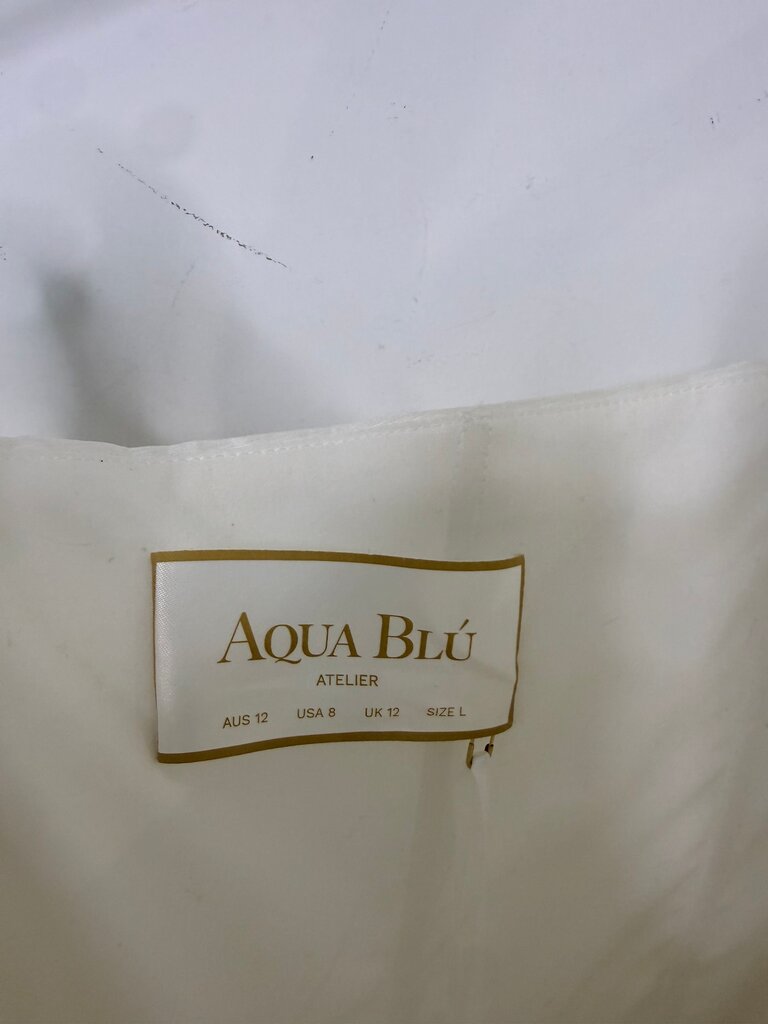 AQUA BLÚ
ATELIER
AUS 12 USA 8 UK 12 SIZE L